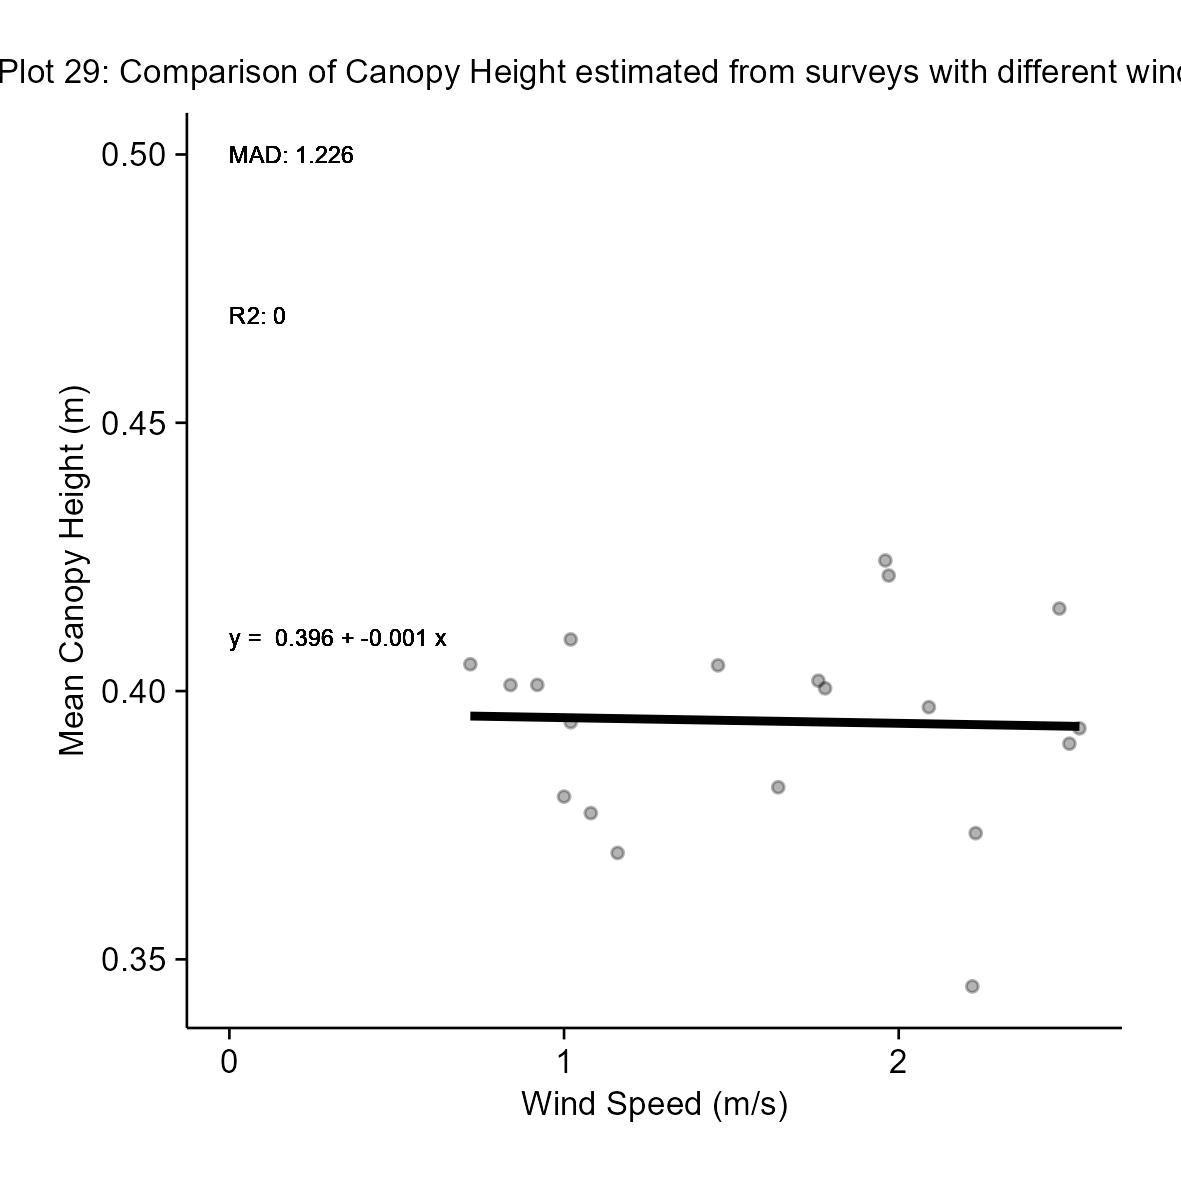 Plot 29: Comparison of Canopy Height estimated from surveys with different wind
0.50
MAD: 1.226
R2: 0
0.45
Mean Canopy Height (m)
y =  0.396 + -0.001 x
0.40
0.35
0
1
2
Wind Speed (m/s)